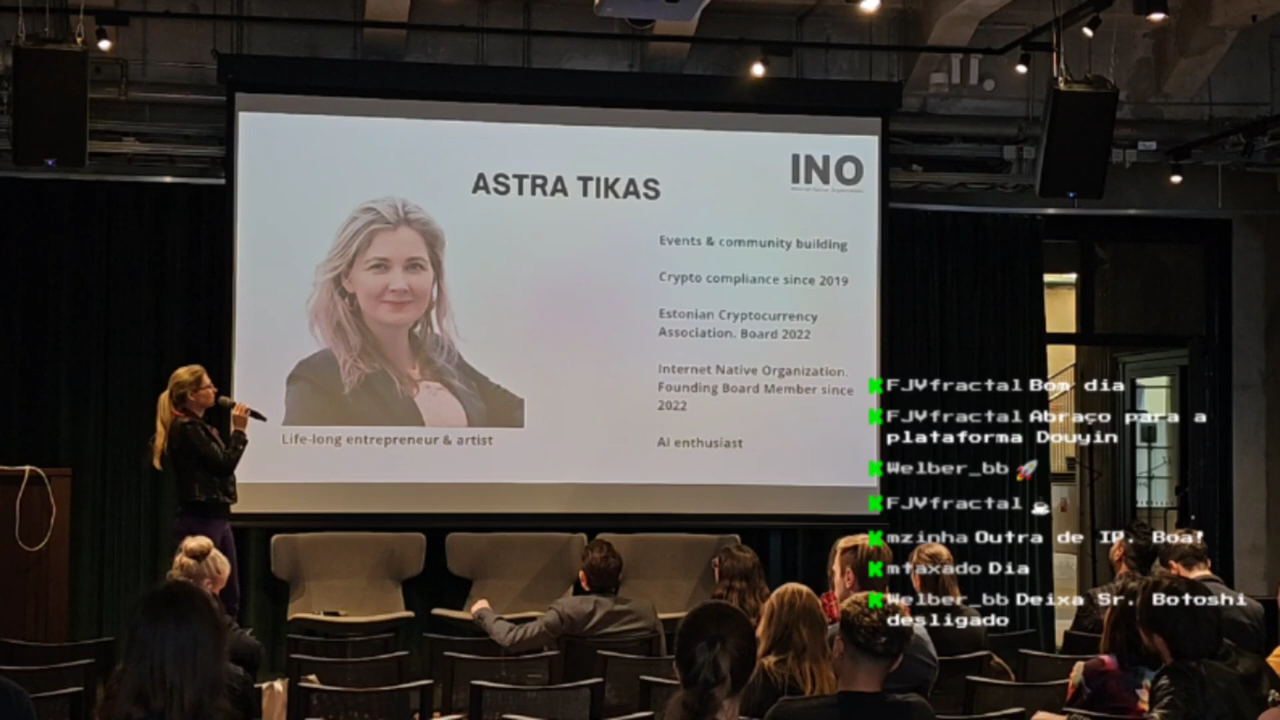 ASTRA TIKAS
INO
Events & community building
Crypto compliance since 2019
Estonian Cryptocurrency
Association. Board 2022
Internet Native Organization.
Founding Board Member since
2022
AI enthusiast
Life-long entrepreneur & artist
FJVfractal Bom dia
FJVfractal Abraço para a
plataforma Douyin
Welber_bb 🚀
FJVfractal ☕
mzinha Outra de IP. Boa!
mtaxado Dia
Welber_bb Deixa Sr. Botoshi
desligado